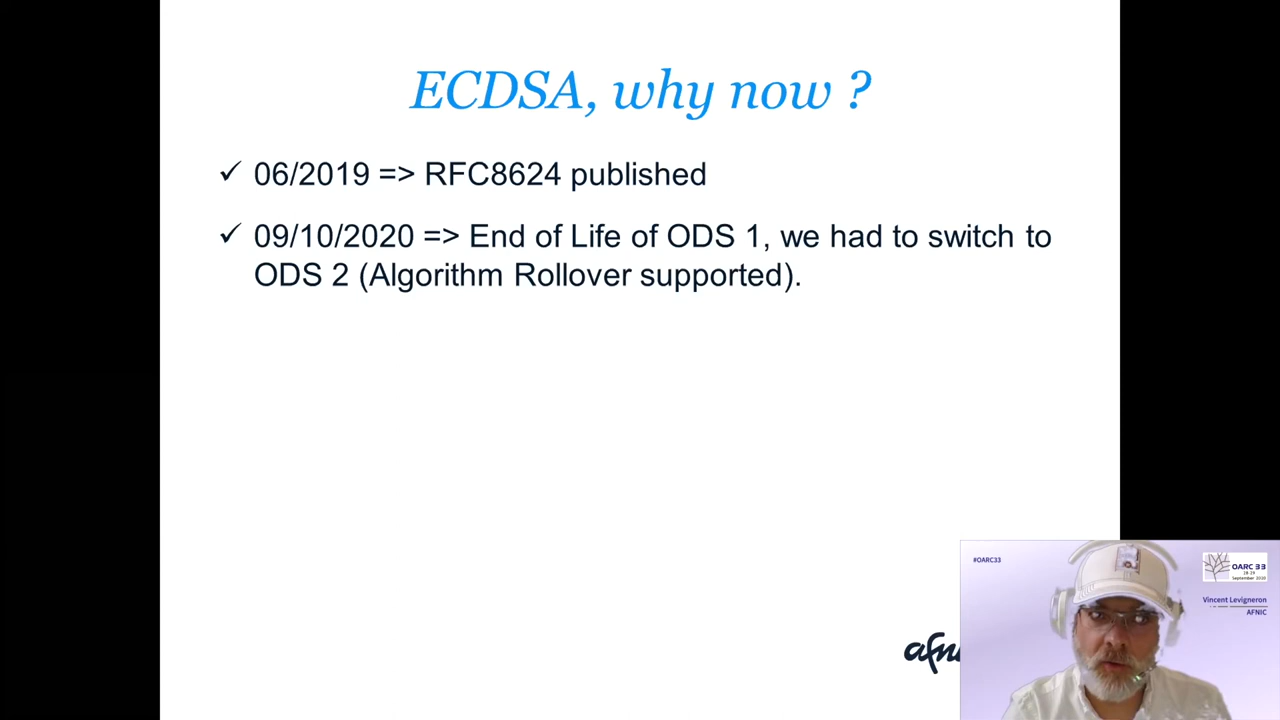 ECDSA, why now ?
✓ 06/2019 => RFC8624 published
✓ 09/10/2020 => End of Life of ODS 1, we had to switch to
ODS 2 (Algorithm Rollover supported).
#OARC33
OARC 33
28-29
September 2020
Vincent Levigneron
AFNIC
afni